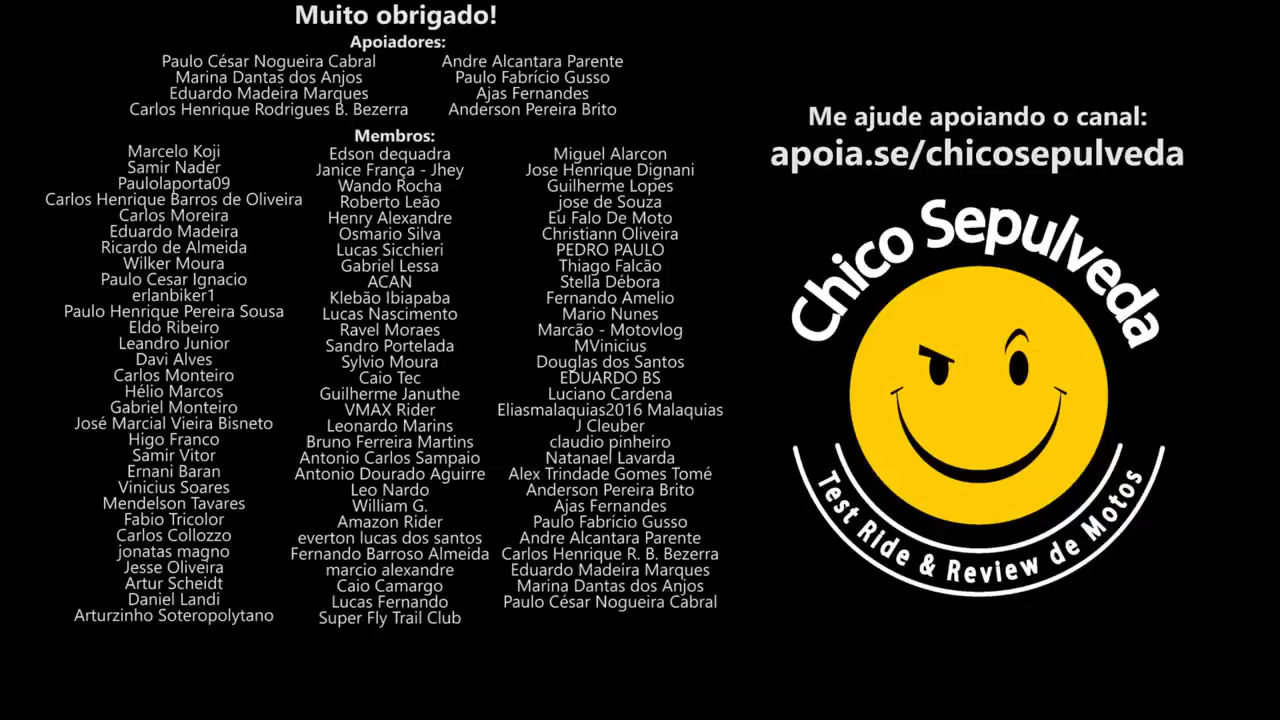 Muito obrigado!
Apoiadores:
Paulo César Nogueira Cabral
Marina Dantas dos Anjos
Eduardo Madeira Marques
Carlos Henrique Rodrigues B. Bezerra
Andre Alcantara Parente
Paulo Fabrício Gusso
Ajas Fernandes
Anderson Pereira Brito
Membros:
Marcelo Koji
Samir Nader
Paulolaporta09
Carlos Henrique Barros de Oliveira
Carlos Moreira
Eduardo Madeira
Ricardo de Almeida
Wilker Moura
Paulo Cesar Ignacio
erlanbiker1
Paulo Henrique Pereira Sousa
Eldo Ribeiro
Leandro Junior
Davi Alves
Carlos Monteiro
Hélio Marcos
Gabriel Monteiro
José Marcial Vieira Bisneto
Higo Franco
Samir Vitor
Ernani Baran
Vinicius Soares
Mendelson Tavares
Fabio Tricolor
Carlos Collozzo
jonatas magno
Jesse Oliveira
Artur Scheidt
Daniel Landi
Arturzinho Soteropolytano
Edson dequadra
Janice França - Jhey
Wando Rocha
Roberto Leão
Henry Alexandre
Osmario Silva
Lucas Sicchieri
Gabriel Lessa
ACAN
Klebão Ibiapaba
Lucas Nascimento
Ravel Moraes
Sandro Portelada
Sylvio Moura
Caio Tec
Guilherme Januthe
VMAX Rider
Leonardo Marins
Bruno Ferreira Martins
Antonio Carlos Sampaio
Antonio Dourado Aguirre
Leo Nardo
William G.
Amazon Rider
everton lucas dos santos
Fernando Barroso Almeida
marcio alexandre
Caio Camargo
Lucas Fernando
Super Fly Trail Club
Miguel Alarcon
Jose Henrique Dignani
Guilherme Lopes
jose de Souza
Eu Falo De Moto
Christiann Oliveira
PEDRO PAULO
Thiago Falcão
Stella Débora
Fernando Amelio
Mario Nunes
Marcão - Motovlog
MVinicius
Douglas dos Santos
EDUARDO BS
Luciano Cardena
Eliasmalaquias2016 Malaquias
J Cleuber
claudio pinheiro
Natanael Lavarda
Alex Trindade Gomes Tomé
Anderson Pereira Brito
Ajas Fernandes
Paulo Fabrício Gusso
Andre Alcantara Parente
Carlos Henrique R. B. Bezerra
Eduardo Madeira Marques
Marina Dantas dos Anjos
Paulo César Nogueira Cabral
Me ajude apoiando o canal:
apoia.se/chicosepulveda
Chico Sepulveda
Test Ride & Review de Motos